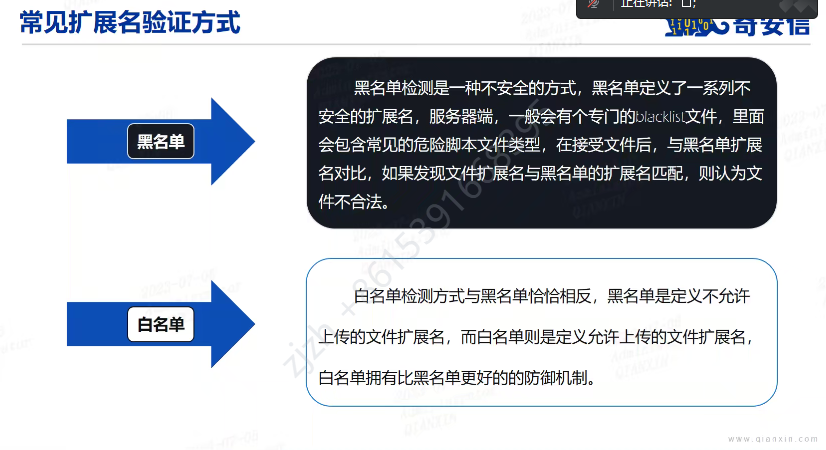 正在讲话:
常见扩展名验证方式
奇安信
黑名单
黑名单检测是一种不安全的方式，黑名单定义了一系列不
安全的扩展名，服务器端，一般会有个专门的blacklist文件，里面
会包含常见的危险脚本文件类型，在接受文件后，与黑名单扩展
名对比，如果发现文件扩展名与黑名单的扩展名匹配，则认为文
件不合法。
白名单
白名单检测方式与黑名单恰恰相反，黑名单是定义不允许
上传的文件扩展名，而白名单则是定义允许上传的文件扩展名，
白名单拥有比黑名单更好的的防御机制。
zjzh +8615391668895
www.qianxin.com